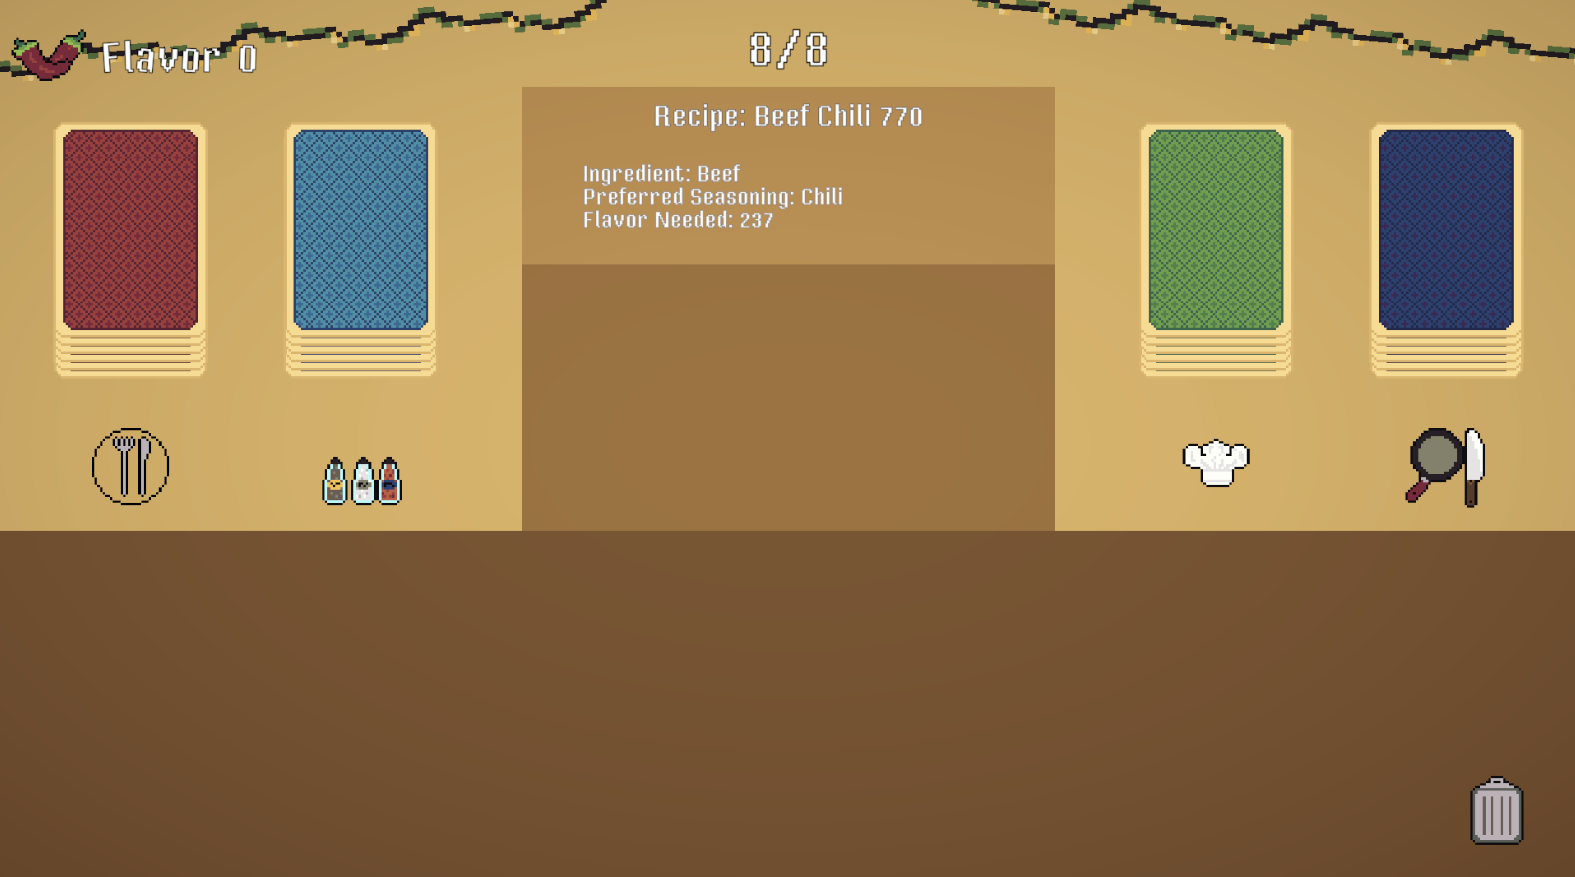 Flavor 0
8/8
Recipe: Beef Chili 770
Ingredient: Beef
Preferred Seasoning: Chili
Flavor Needed: 237